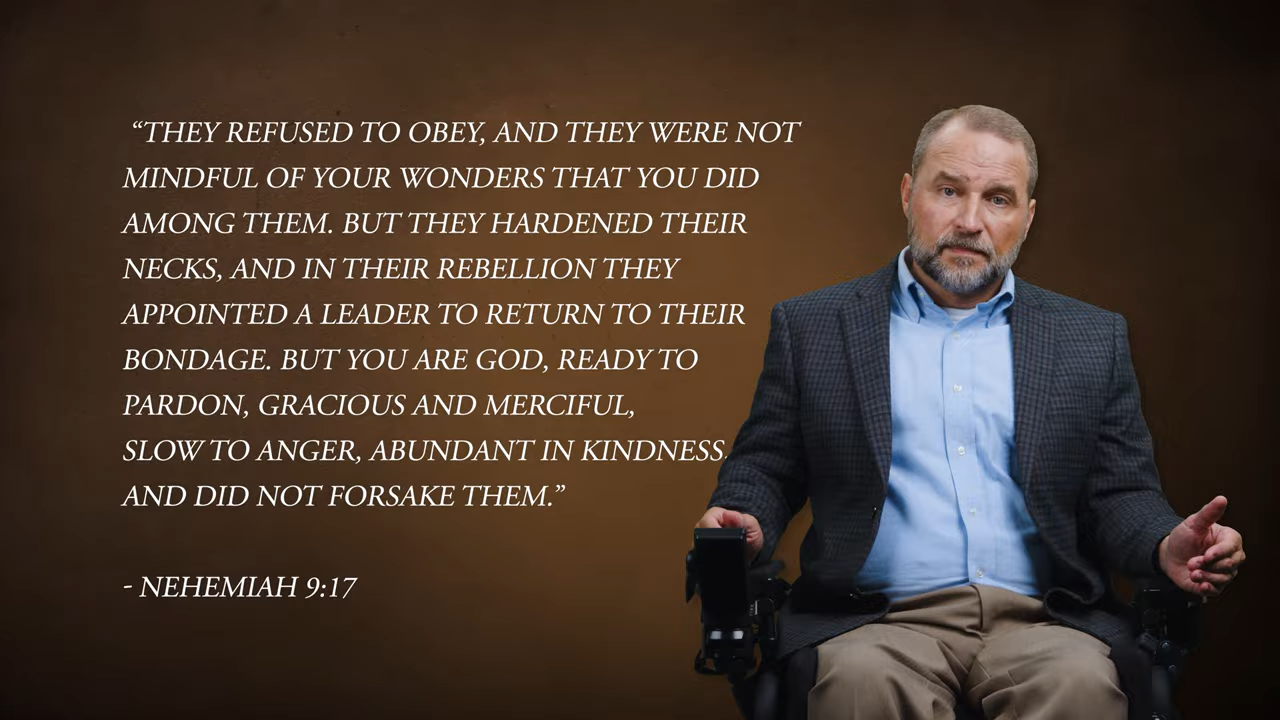 “THEY REFUSED TO OBEY, AND THEY WERE NOT
MINDFUL OF YOUR WONDERS THAT YOU DID
AMONG THEM. BUT THEY HARDENED THEIR
NECKS, AND IN THEIR REBELLION THEY
APPOINTED A LEADER TO RETURN TO THEIR
BONDAGE. BUT YOU ARE GOD, READY TO
PARDON, GRACIOUS AND MERCIFUL,
SLOW TO ANGER, ABUNDANT IN KINDNESS,
AND DID NOT FORSAKE THEM.”
- NEHEMIAH 9:17